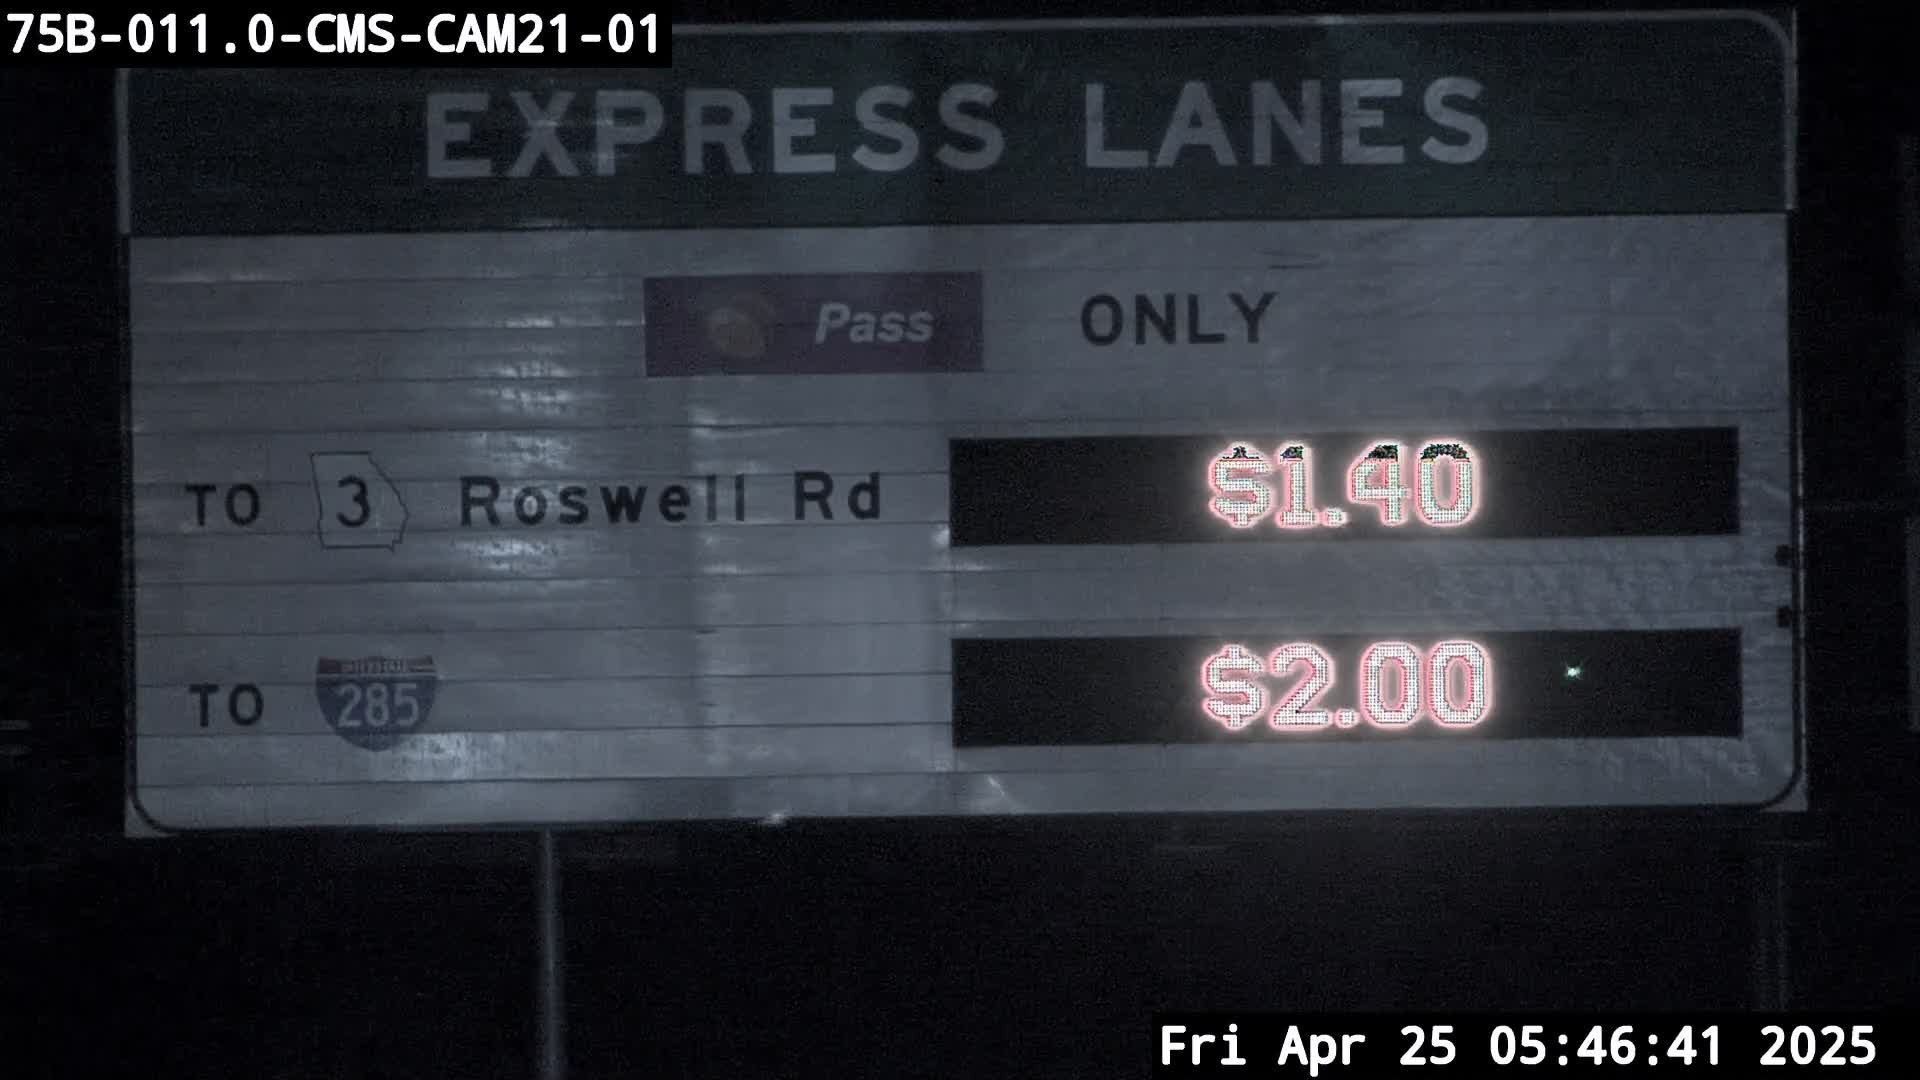 75B-011.0-CMS-CAM21-01
EXPRESS LANES
Pass ONLY
TO 3 Roswell Rd $1.40
TO 285 $2.00
Fri Apr 25 05:46:41 2025